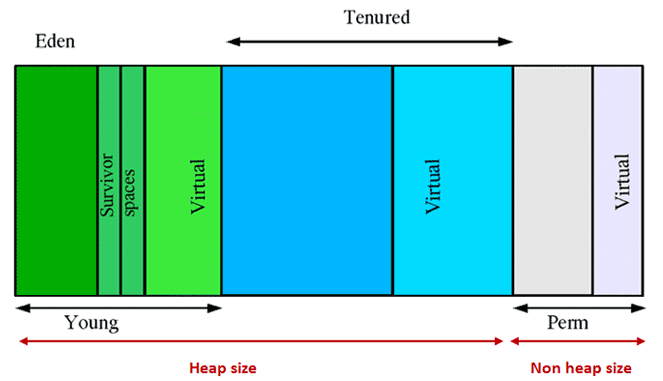 Tenured
Eden
Survivor
spaces
Virtual
Virtual
Virtual
Young
Perm
Heap size
Non heap size